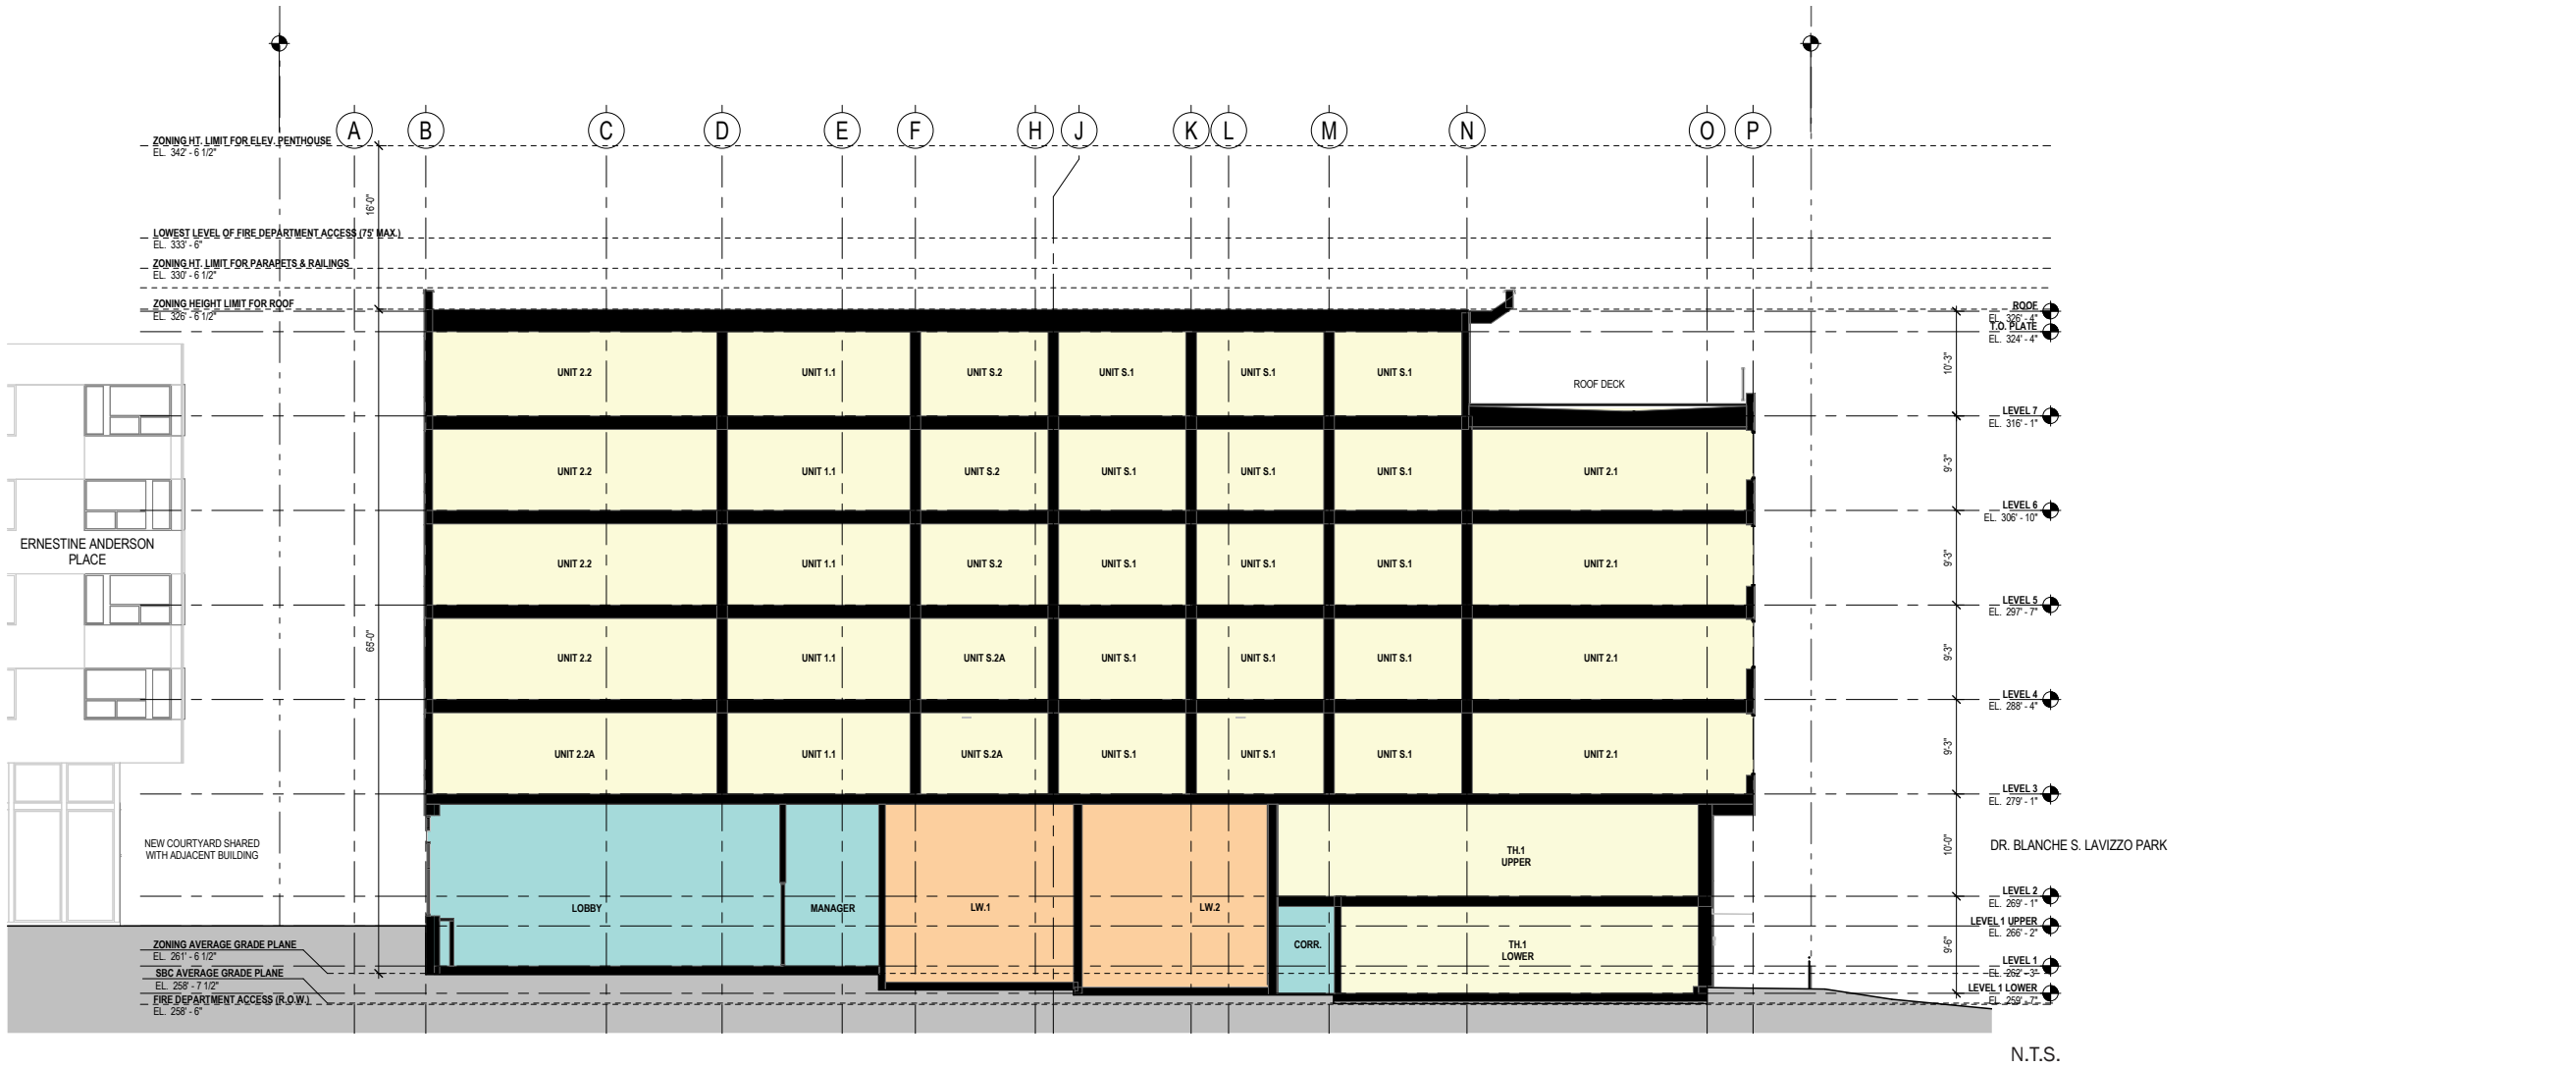 A B C D E F H J K L M N O P
ZONING HT. LIMIT FOR ELEV. PENTHOUSE
EL. 342' - 6 1/2"
16'-0"
LOWEST LEVEL OF FIRE DEPARTMENT ACCESS (75' MAX.)
EL. 333' - 6"
ZONING HT. LIMIT FOR PARAPETS & RAILINGS
EL. 330' - 6 1/2"
ZONING HEIGHT LIMIT FOR ROOF
EL. 326' - 6 1/2"
ROOF
EL. 326' - 4"
T.O. PLATE
EL. 324' - 4"
10'-3"
UNIT 2.2 UNIT 1.1 UNIT S.2 UNIT S.1 UNIT S.1 UNIT S.1
ROOF DECK
LEVEL 7
EL. 316' - 1"
9'-3"
UNIT 2.2 UNIT 1.1 UNIT S.2 UNIT S.1 UNIT S.1 UNIT S.1 UNIT 2.1
LEVEL 6
EL. 306' - 10"
ERNESTINE ANDERSON
PLACE
9'-3"
UNIT 2.2 UNIT 1.1 UNIT S.2 UNIT S.1 UNIT S.1 UNIT S.1 UNIT 2.1
LEVEL 5
EL. 297' - 7"
65'-0"
9'-3"
UNIT 2.2 UNIT 1.1 UNIT S.2A UNIT S.1 UNIT S.1 UNIT S.1 UNIT 2.1
LEVEL 4
EL. 288' - 4"
9'-3"
UNIT 2.2A UNIT 1.1 UNIT S.2A UNIT S.1 UNIT S.1 UNIT S.1 UNIT 2.1
LEVEL 3
EL. 279' - 1"
NEW COURTYARD SHARED
WITH ADJACENT BUILDING
10'-0"
TH.1
UPPER
DR. BLANCHE S. LAVIZZO PARK
LEVEL 2
EL. 269' - 1"
LOBBY MANAGER LW.1 LW.2
LEVEL 1 UPPER
EL. 266' - 2"
CORR.
TH.1
LOWER
9'-6"
ZONING AVERAGE GRADE PLANE
EL. 261' - 6 1/2"
LEVEL 1
EL. 262' - 3"
SBC AVERAGE GRADE PLANE
EL. 258' - 7 1/2"
LEVEL 1 LOWER
EL. 259' - 7"
FIRE DEPARTMENT ACCESS (R.O.W.)
EL. 258' - 6"
N.T.S.